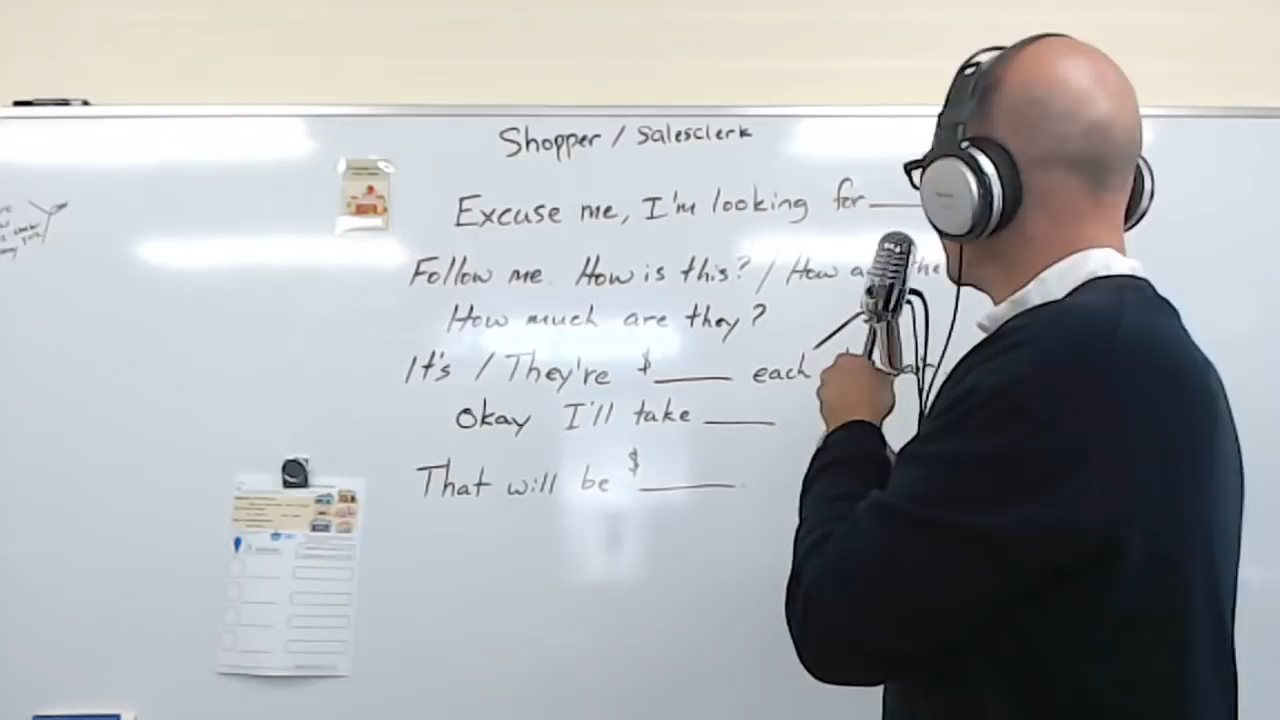 Shopper / Salesclerk
Excuse me, I'm looking for ____
Follow me. How is this? / How
How much are they?
It's / They're $ ____ each
Okay I'll take ____
That will be $ ____.